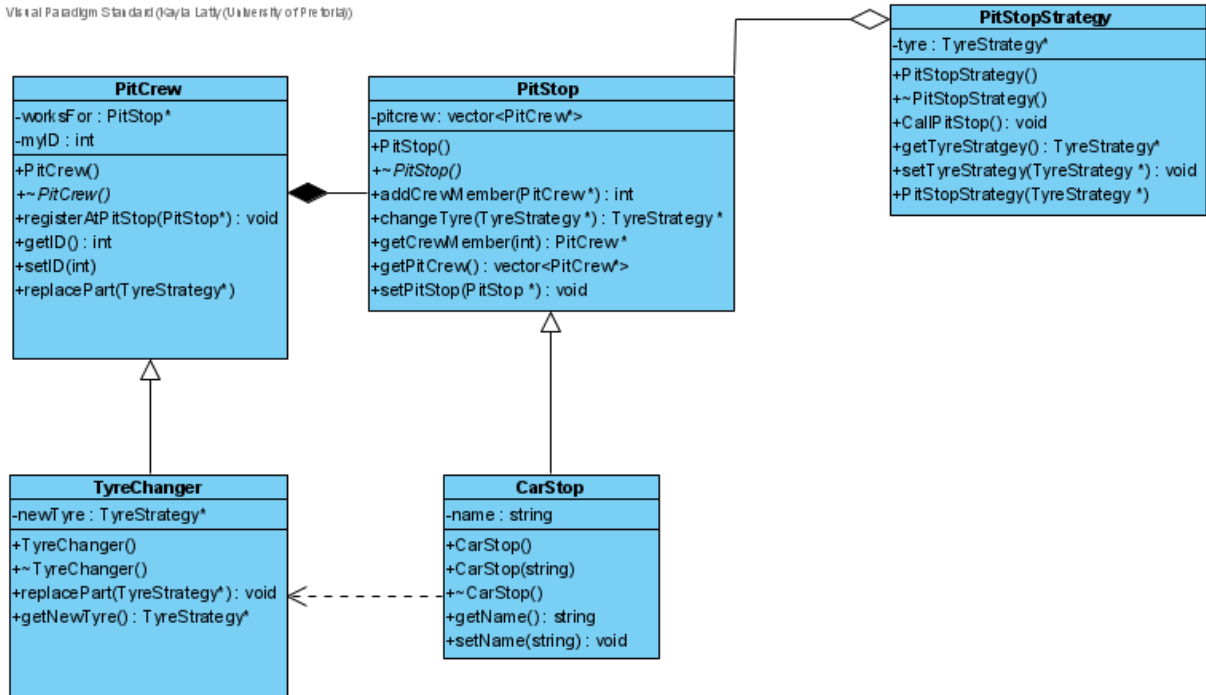 Visual Paradigm Standard(Kayla Latty(University of Pretoria))
PitStopStrategy
-tyre : TyreStrategy*
+PitStopStrategy()
+~PitStopStrategy()
+CallPitStop() : void
+getTyreStratgey() : TyreStrategy*
+setTyreStrategy(TyreStrategy *) : void
+PitStopStrategy(TyreStrategy *)
PitCrew
-worksFor : PitStop*
-myID : int
+PitCrew()
+~PitCrew()
+registerAtPitStop(PitStop*) : void
+getID() : int
+setID(int)
+replacePart(TyreStrategy*)
PitStop
-pitcrew : vector<PitCrew*>
+PitStop()
+~PitStop()
+addCrewMember(PitCrew *) : int
+changeTyre(TyreStrategy *) : TyreStrategy *
+getCrewMember(int) : PitCrew*
+getPitCrew() : vector<PitCrew*>
+setPitStop(PitStop *) : void
TyreChanger
-newTyre : TyreStrategy*
+TyreChanger()
+~TyreChanger()
+replacePart(TyreStrategy*) : void
+getNewTyre() : TyreStrategy*
CarStop
-name : string
+CarStop()
+CarStop(string)
+~CarStop()
+getName() : string
+setName(string) : void